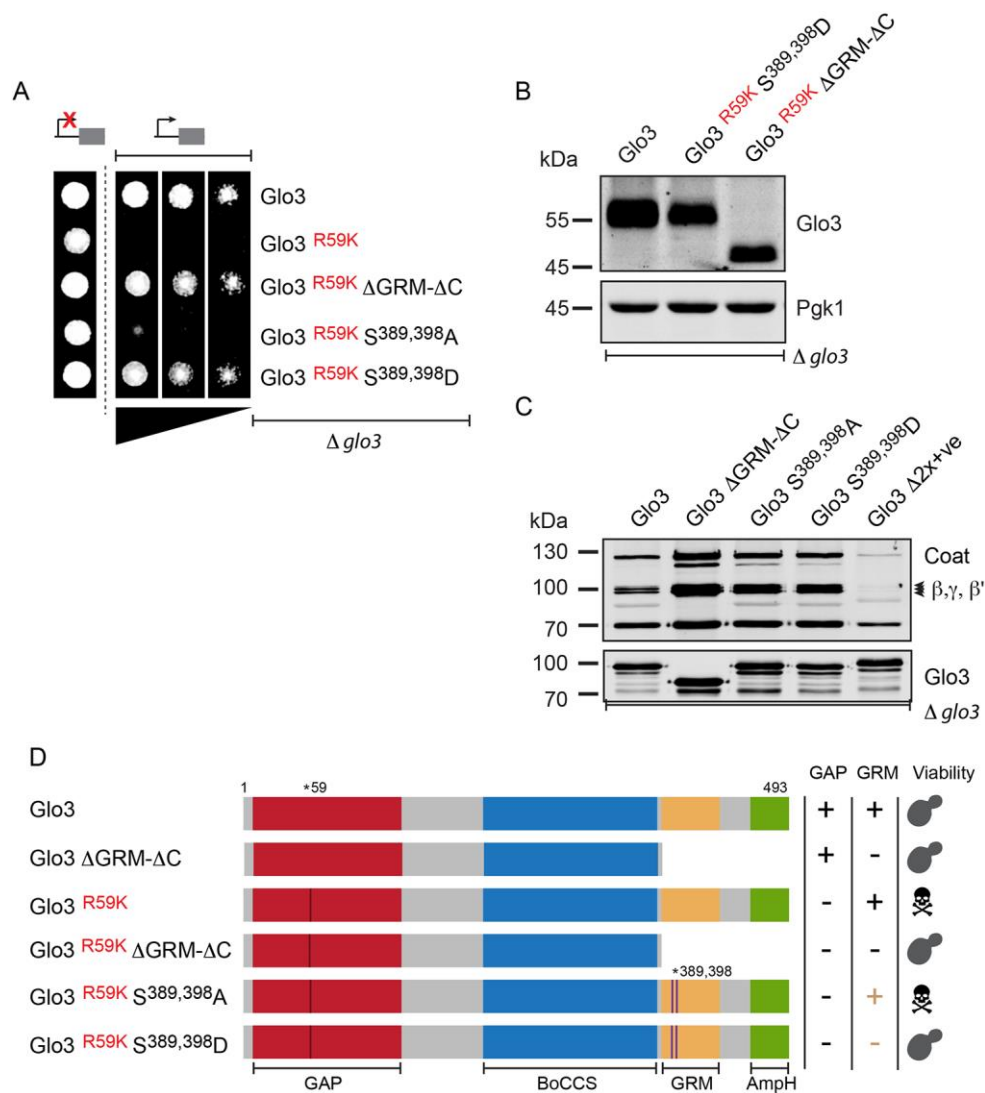 A
X
Glo3
Glo3 R59K
Glo3 R59K ΔGRM-ΔC
Glo3 R59K S389,398A
Glo3 R59K S389,398D
Δ glo3
B
kDa
Glo3
Glo3 R59K S389,398D
Glo3 R59K ΔGRM-ΔC
55
45
Glo3
45
Pgk1
Δ glo3
C
kDa
Glo3
Glo3 ΔGRM-ΔC
Glo3 S389,398A
Glo3 S389,398D
Glo3 Δ2x+ve
130
100
70
Coat
β,γ, β'
100
70
Glo3
Δ glo3
D
GAP GRM Viability
1 *59 493
Glo3 + +
Glo3 ΔGRM-ΔC + -
Glo3 R59K - +
Glo3 R59K ΔGRM-ΔC - -
*389,398
Glo3 R59K S389,398A - +
Glo3 R59K S389,398D - -
GAP BoCCS GRM AmpH